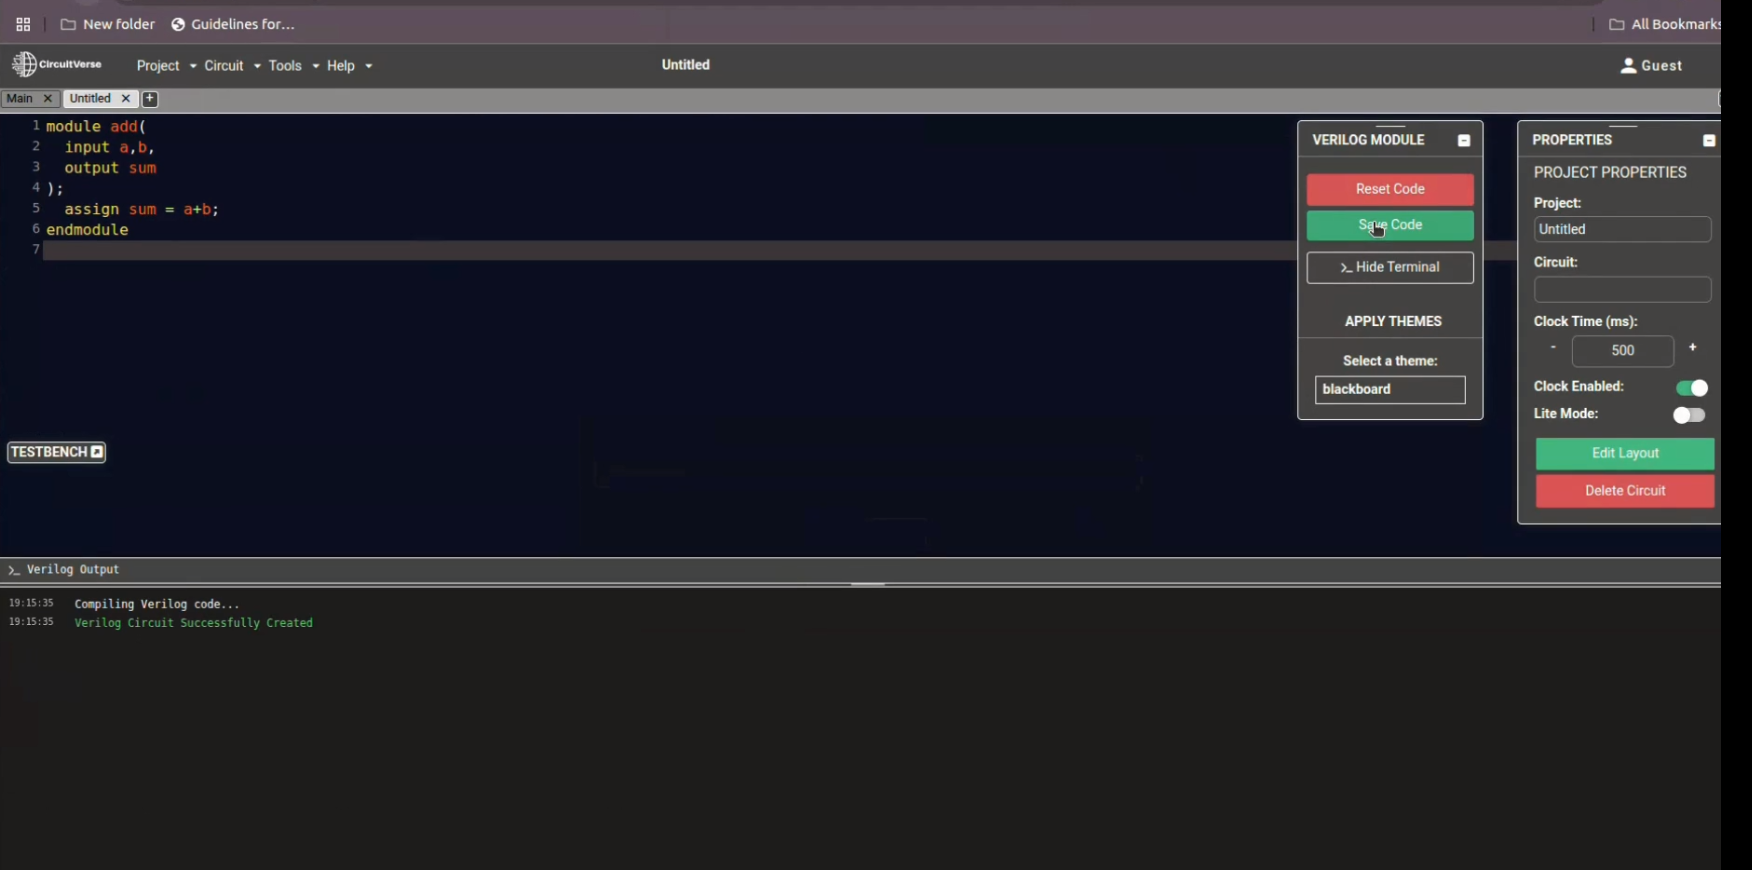 New folder
Guidelines for...
All Bookmarks
CircuitVerse
Project
Circuit
Tools
Help
Untitled
Guest
Main
Untitled
1 module add(
2 input a,b,
3 output sum
4 );
5 assign sum = a+b;
6 endmodule
7
TESTBENCH
VERILOG MODULE
Reset Code
Save Code
>_ Hide Terminal
APPLY THEMES
Select a theme:
blackboard
PROPERTIES
PROJECT PROPERTIES
Project:
Untitled
Circuit:
Clock Time (ms):
- 500 +
Clock Enabled:
Lite Mode:
Edit Layout
Delete Circuit
>_ Verilog Output
19:15:35 Compiling Verilog code...
19:15:35 Verilog Circuit Successfully Created